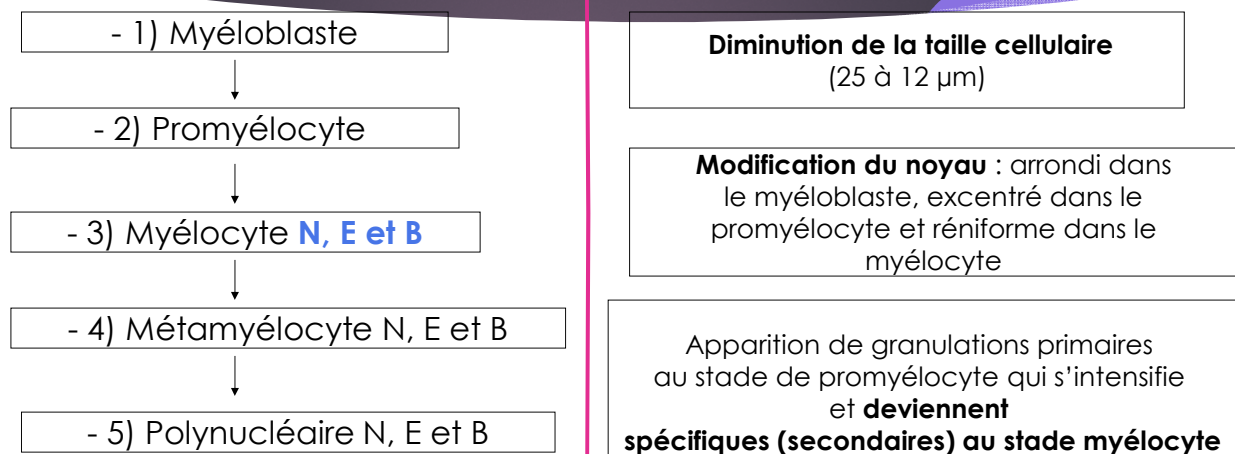 - 1) Myéloblaste
- 2) Promyélocyte
- 3) Myélocyte N, E et B
- 4) Métamyélocyte N, E et B
- 5) Polynucléaire N, E et B
Diminution de la taille cellulaire
(25 à 12 µm)
Modification du noyau : arrondi dans
le myéloblaste, excentré dans le
promyélocyte et réniforme dans le
myélocyte
Apparition de granulations primaires
au stade de promyélocyte qui s’intensifie
et deviennent
spécifiques (secondaires) au stade myélocyte